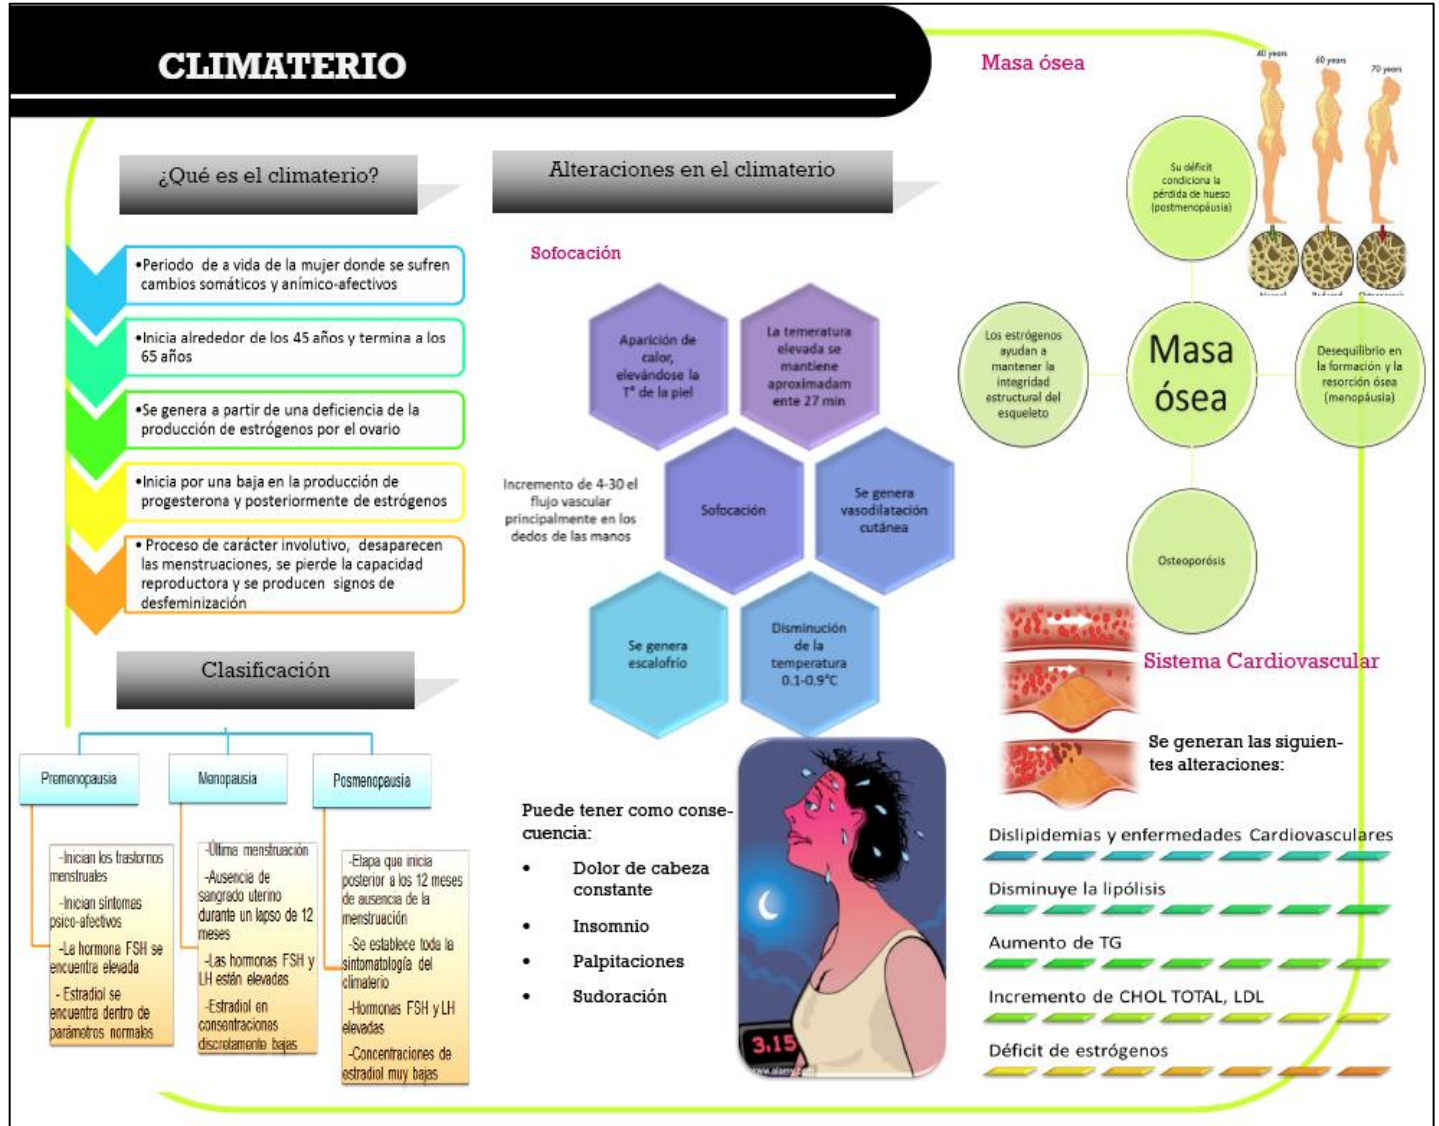 CLIMATERIO
¿Qué es el climaterio?
•Periodo de a vida de la mujer donde se sufren
cambios somáticos y anímico-afectivos
•Inicia alrededor de los 45 años y termina a los
65 años
•Se genera a partir de una deficiencia de la
producción de estrógenos por el ovario
•Inicia por una baja en la producción de
progesterona y posteriormente de estrógenos
• Proceso de carácter involutivo, desaparecen
las menstruaciones, se pierde la capacidad
reproductora y se producen signos de
desfeminización
Clasificación
Premenopausia
-Inician los trastornos
menstruales
-Inician síntomas
psico-afectivos
-La hormona FSH se
encuentra elevada
- Estradiol se
encuentra dentro de
parámetros normales
Menopausia
-Última menstruación
-Ausencia de
sangrado uterino
durante un lapso de 12
meses
-Las hormonas FSH y
LH están elevadas
-Estradiol en
consentraciones
discretamente bajas
Posmenopausia
-Etapa que inicia
posterior a los 12 meses
de ausencia de la
menstruación
-Se establece toda la
sintomatología del
climaterio
-Hormonas FSH y LH
elevadas
-Concentraciones de
estradiol muy bajas
Alteraciones en el climaterio
Sofocación
Aparición de
calor,
elevándose la
T° de la piel
La temeratura
elevada se
mantiene
aproximadam
ente 27 min
Incremento de 4-30 el
flujo vascular
principalmente en los
dedos de las manos
Sofocación
Se genera
vasodilatación
cutánea
Se genera
escalofrío
Disminución
de la
temperatura
0.1-0.9°C
Puede tener como conse-
cuencia:
• Dolor de cabeza
constante
• Insomnio
• Palpitaciones
• Sudoración
3.15
www.alamy.com
Masa ósea
40 years
60 years
70 years
Su déficit
condiciona la
pérdida de hueso
(postmenopáusia)
Los estrógenos
ayudan a
mantener la
integridad
estructural del
esqueleto
Masa
ósea
Desequilibrio en
la formación y la
resorción ósea
(menopáusia)
Osteoporósis
Sistema Cardiovascular
Se generan las siguien-
tes alteraciones:
Dislipidemias y enfermedades Cardiovasculares
Disminuye la lipólisis
Aumento de TG
Incremento de CHOL TOTAL, LDL
Déficit de estrógenos